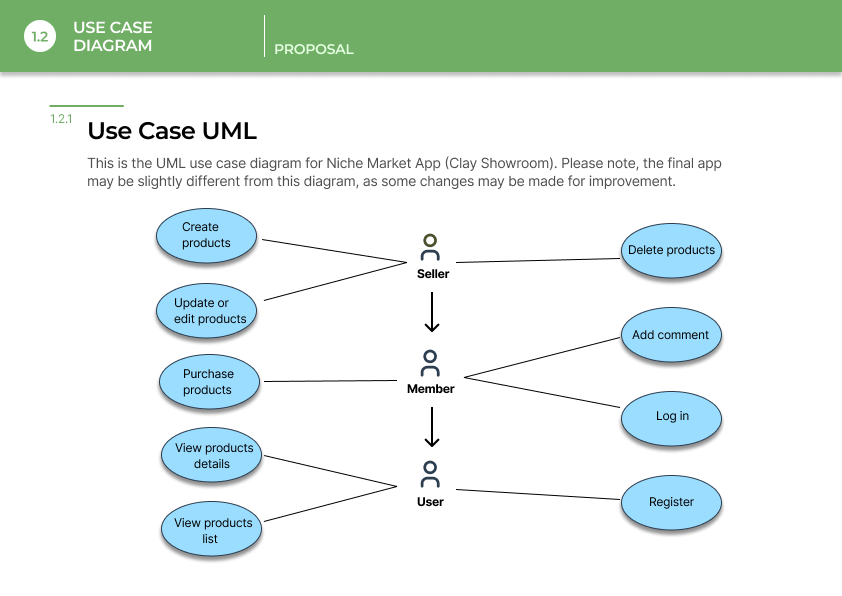 1.2
USE CASE
DIAGRAM
PROPOSAL
1.2.1
Use Case UML
This is the UML use case diagram for Niche Market App (Clay Showroom). Please note, the final app
may be slightly different from this diagram, as some changes may be made for improvement.
Create
products
Seller
Delete products
Update or
edit products
Add comment
Purchase
products
Member
Log in
View products
details
User
Register
View products
list